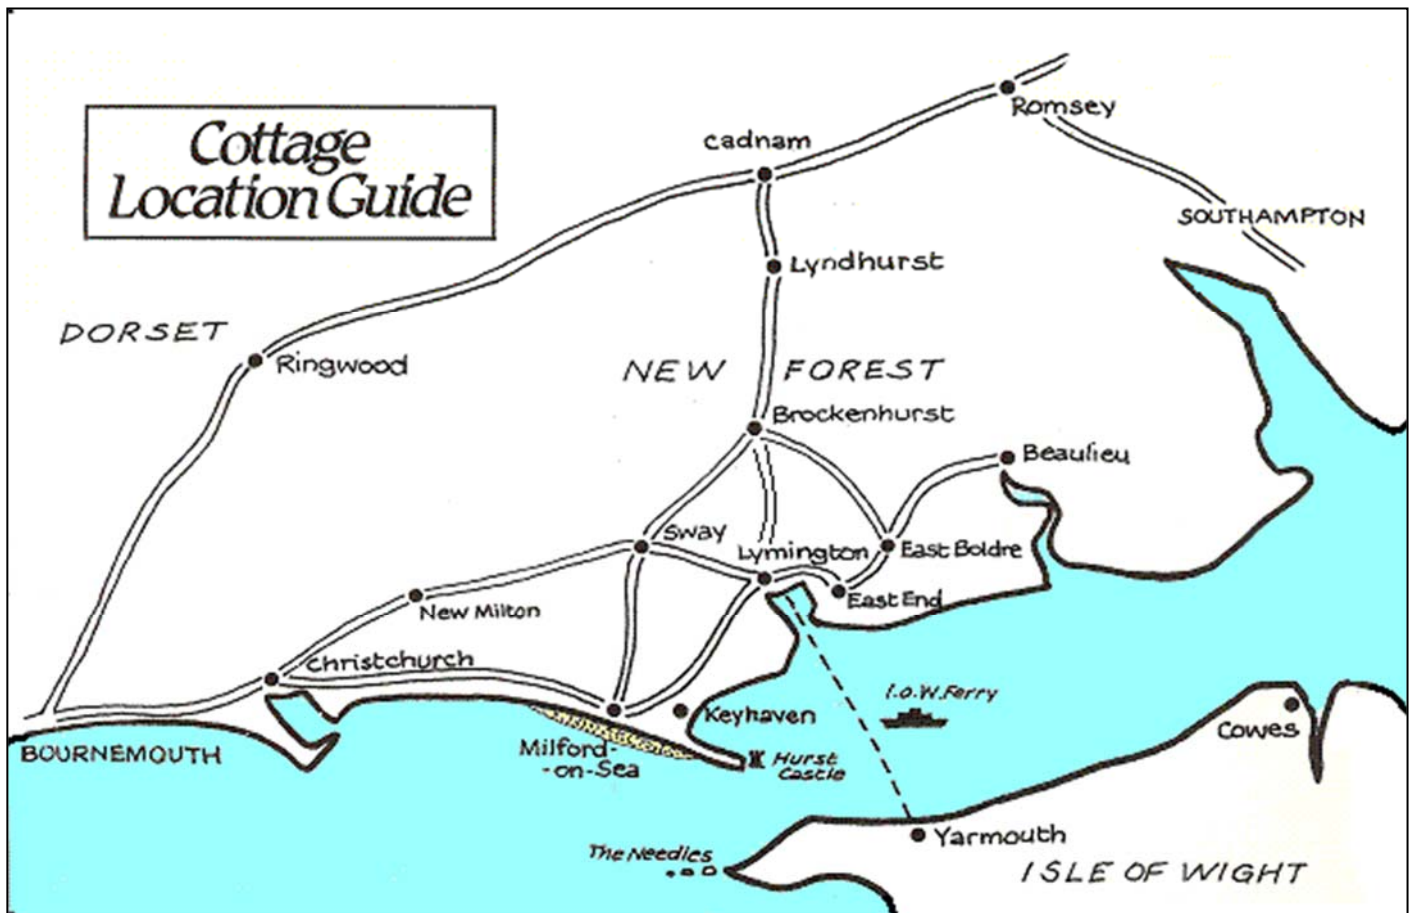 Cottage
Location Guide
Romsey
cadnam
SOUTHAMPTON
Lyndhurst
DORSET
Ringwood
NEW FOREST
Brockenhurst
Beaulieu
Sway
Lymington
East Boldre
East End
New Milton
Christchurch
I.o.W.Ferry
Keyhaven
Cowes
BOURNEMOUTH
Milford-
-on-Sea
Hurst
Castle
Yarmouth
The Needles
ISLE OF WIGHT